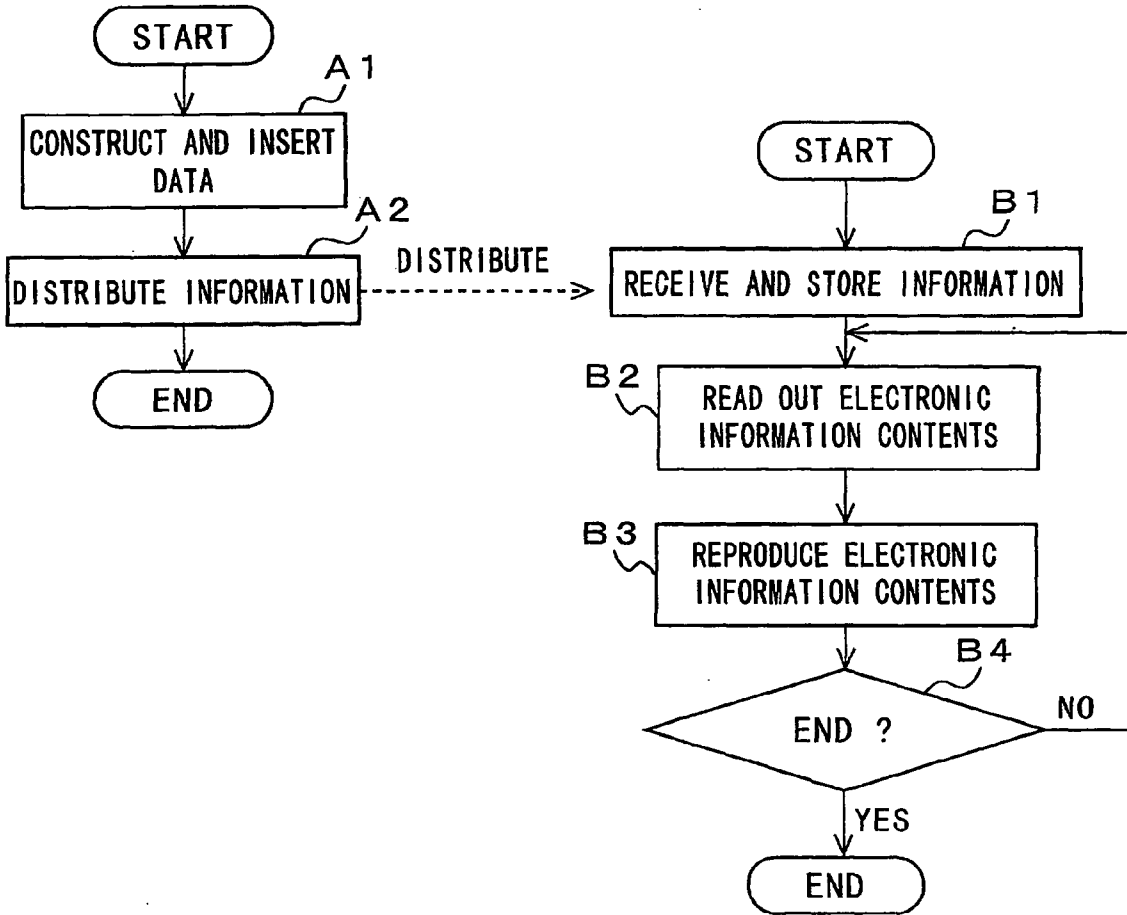 START
A1
CONSTRUCT AND INSERT
DATA
A2
DISTRIBUTE INFORMATION
DISTRIBUTE
END
START
B1
RECEIVE AND STORE INFORMATION
B2
READ OUT ELECTRONIC
INFORMATION CONTENTS
B3
REPRODUCE ELECTRONIC
INFORMATION CONTENTS
B4
END ?
NO
YES
END